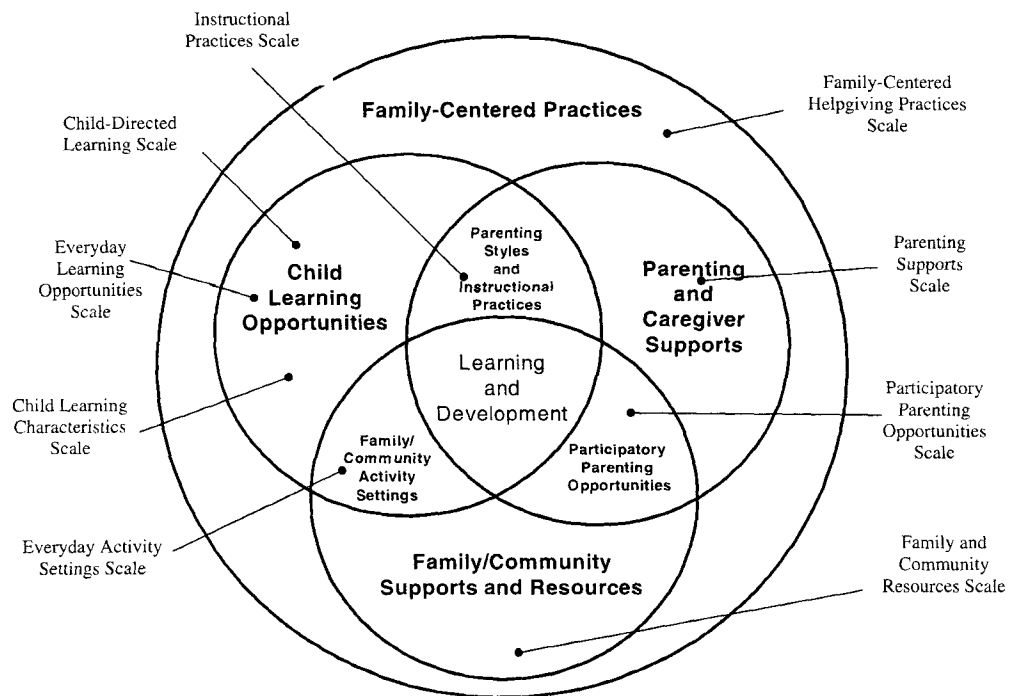 Instructional
Practices Scale
Family-Centered Practices
Family-Centered
Helpgiving Practices
Scale
Child-Directed
Learning Scale
Parenting
Styles
and
Instructional
Practices
Everyday
Learning
Opportunities
Scale
Child
Learning
Opportunities
Parenting
and
Caregiver
Supports
Parenting
Supports
Scale
Learning
and
Development
Child Learning
Characteristics
Scale
Family/
Community
Activity
Settings
Participatory
Parenting
Opportunities
Participatory
Parenting
Opportunities
Scale
Everyday Activity
Settings Scale
Family/Community
Supports and Resources
Family and
Community
Resources Scale